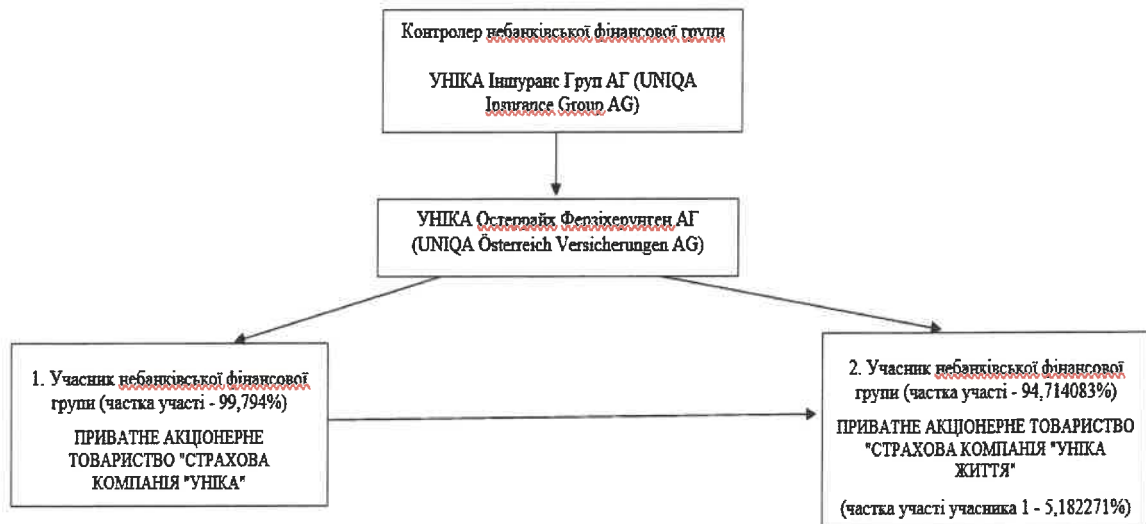 Контролер небанківської фінансової групи
УНІКА Іншуранс Груп АГ (UNIQA
Insurance Group AG)
УНІКА Остеррайх Ферзіхерунген АГ
(UNIQA Österreich Versicherungen AG)
1. Учасник небанківської фінансової
групи (частка участі - 99,794%)
ПРИВАТНЕ АКЦІОНЕРНЕ
ТОВАРИСТВО "СТРАХОВА
КОМПАНІЯ "УНІКА"
2. Учасник небанківської фінансової
групи (частка участі - 94,714083%)
ПРИВАТНЕ АКЦІОНЕРНЕ ТОВАРИСТВО
"СТРАХОВА КОМПАНІЯ "УНІКА
ЖИТТЯ"
(частка участі учасника 1 - 5,182271%)